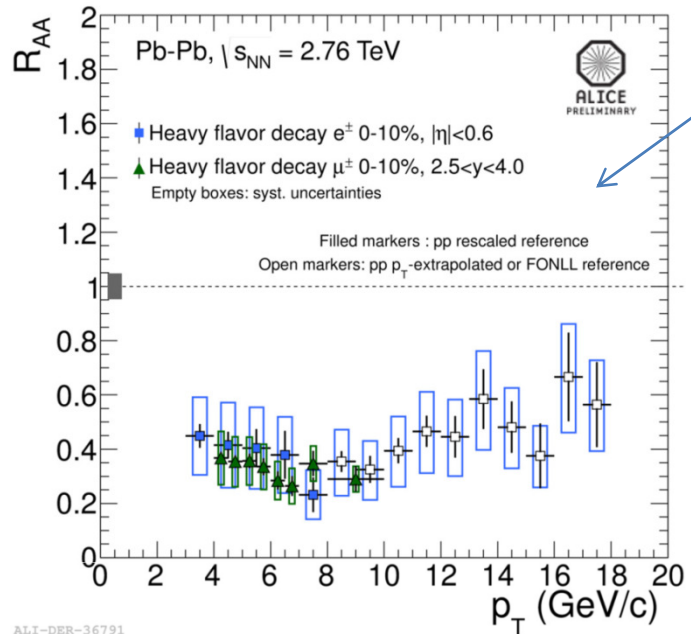 R_AA
2
1.8
1.6
1.4
1.2
1
0.8
0.6
0.4
0.2
0
Pb-Pb, \ s_NN = 2.76 TeV
ALICE
PRELIMINARY
Heavy flavor decay e± 0-10%, |η|<0.6
Heavy flavor decay μ± 0-10%, 2.5<y<4.0
Empty boxes: syst. uncertainties
Filled markers : pp rescaled reference
Open markers: pp p_T-extrapolated or FONLL reference
0 2 4 6 8 10 12 14 16 18 20
p_T (GeV/c)
ALI-DER-36791